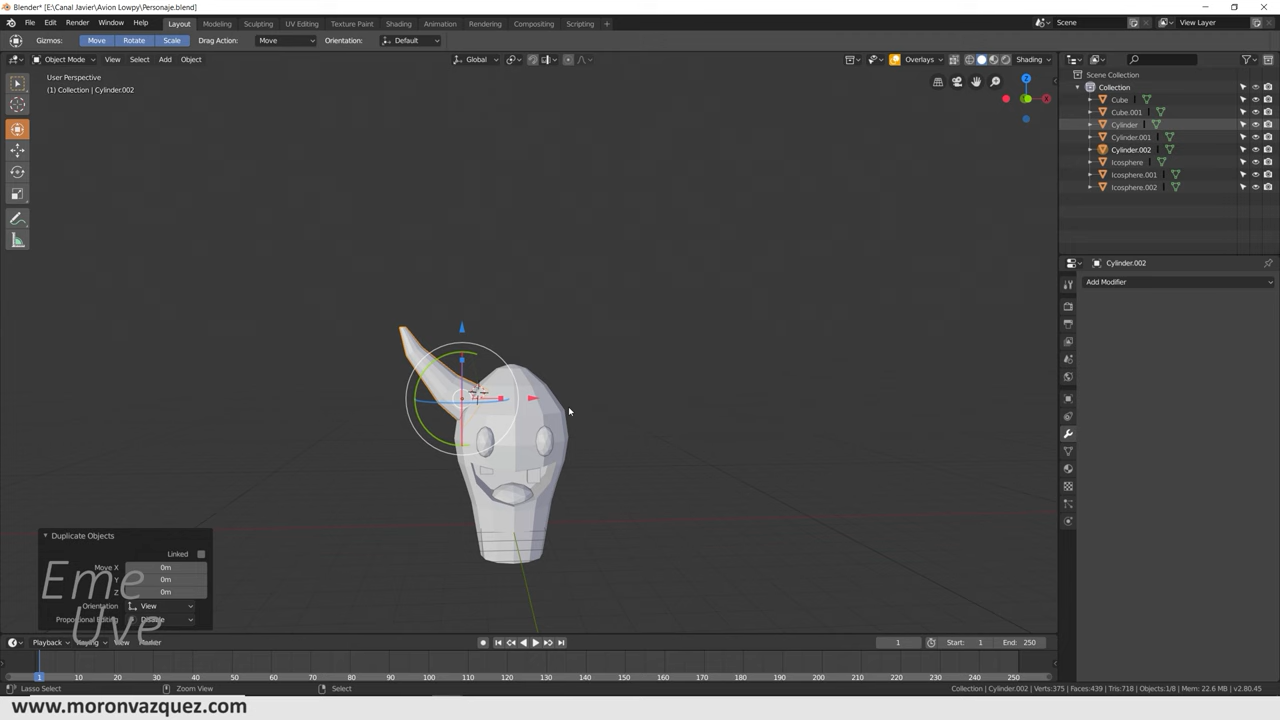 Blender* [E:\Canal Javier\Avion Lowpy\Personaje.blend]
File Edit Render Window Help Layout Modeling Sculpting UV Editing Texture Paint Shading Animation Rendering Compositing Scripting + Scene View Layer
Gizmos: Move Rotate Scale Drag Action: Move Orientation: Default
Object Mode View Select Add Object Global Overlays Shading
User Perspective
(1) Collection | Cylinder.002
Scene Collection
Collection
Cube
Cube.001
Cylinder
Cylinder.001
Cylinder.002
Icosphere
Icosphere.001
Icosphere.002
Cylinder.002
Add Modifier
Z
X
Duplicate Objects
Linked
Move X 0m
Y 0m
Z 0m
Orientation View
Proportional Editing Disable
Eme
Uve
Playback Keying View Marker 1 Start: 1 End: 250
1 10 20 30 40 50 60 70 80 90 100 110 120 130 140 150 160 170 180 190 200 210 220 230 240 250
Lasso Select Zoom View Select Collection | Cylinder.002 | Verts:375 | Faces:439 | Tris:718 | Objects:1/8 | Mem: 22.6 MB | v2.80.45
www.moronvazquez.com